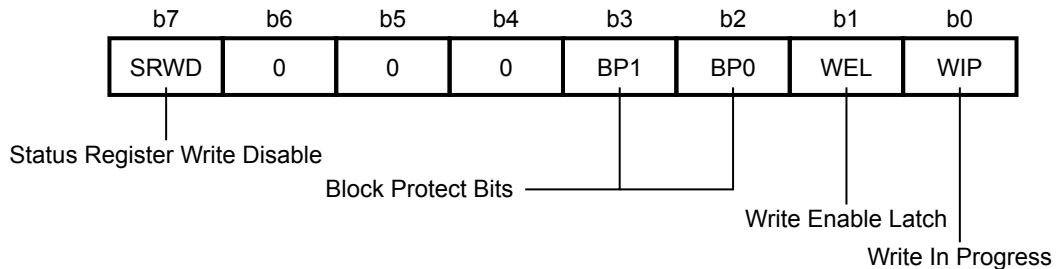 b7 b6 b5 b4 b3 b2 b1 b0
SRWD 0 0 0 BP1 BP0 WEL WIP
Status Register Write Disable
Block Protect Bits
Write Enable Latch
Write In Progress